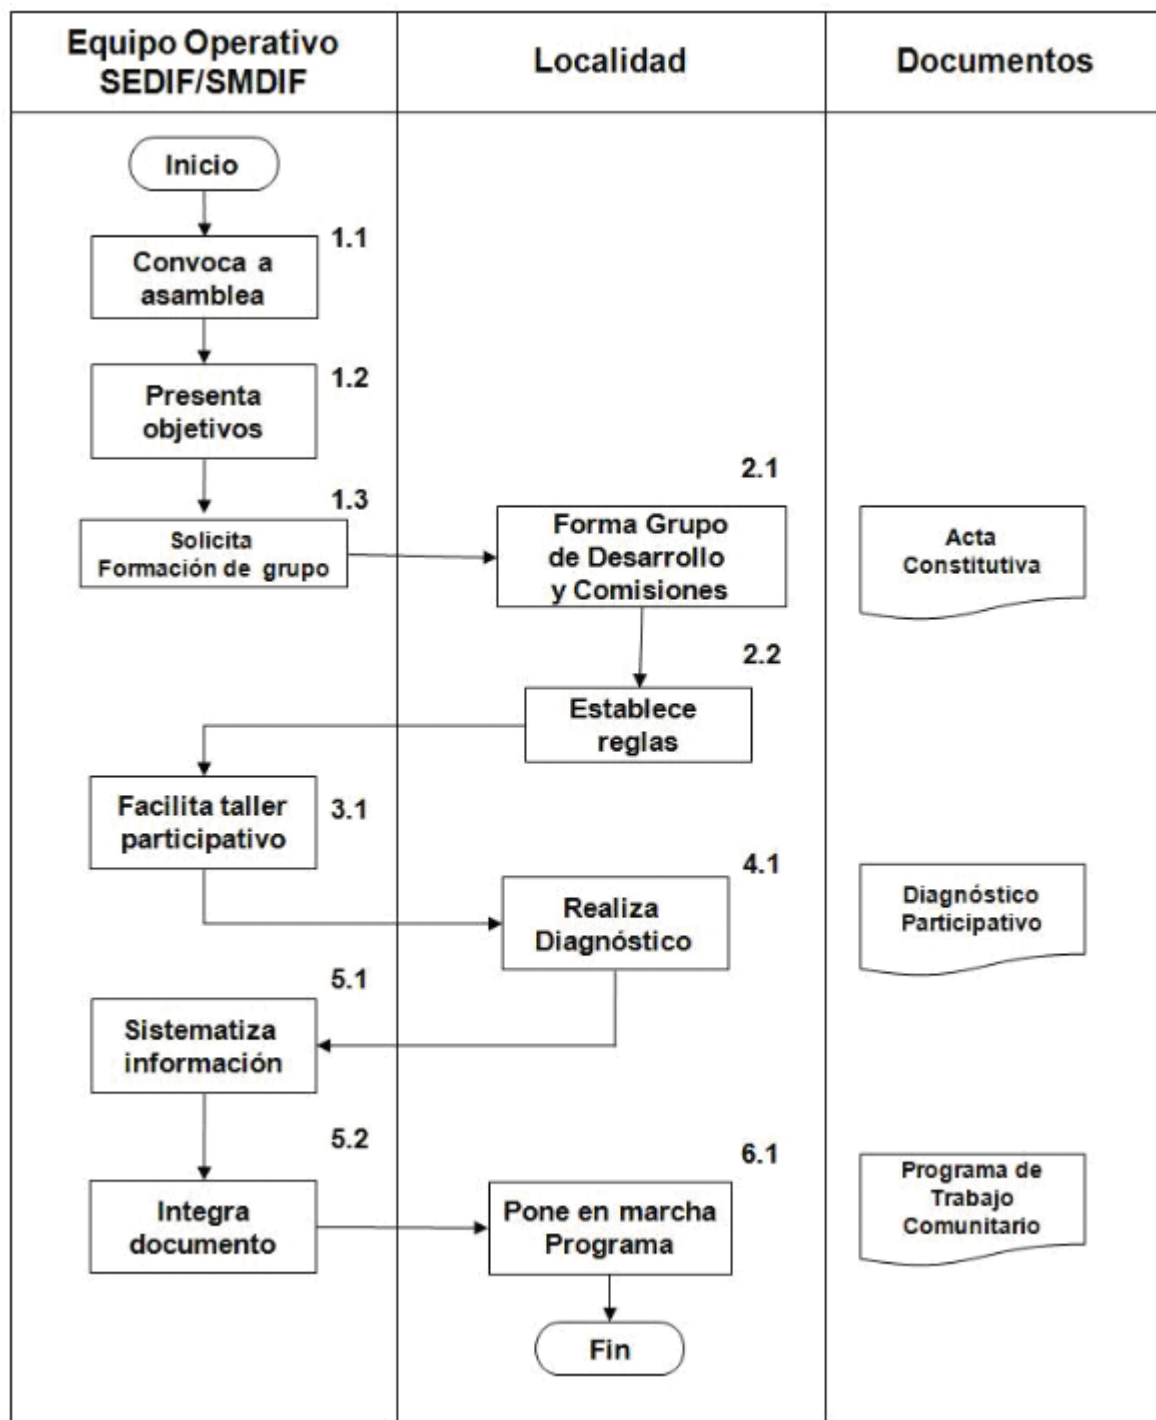 Equipo Operativo
SEDIF/SMDIF
Localidad
Documentos
Inicio
1.1
Convoca a
asamblea
1.2
Presenta
objetivos
1.3
Solicita
Formación de grupo
2.1
Forma Grupo
de Desarrollo
y Comisiones
Acta
Constitutiva
2.2
Establece
reglas
3.1
Facilita taller
participativo
4.1
Realiza
Diagnóstico
Diagnóstico
Participativo
5.1
Sistematiza
información
5.2
Integra
documento
6.1
Pone en marcha
Programa
Programa de
Trabajo
Comunitario
Fin